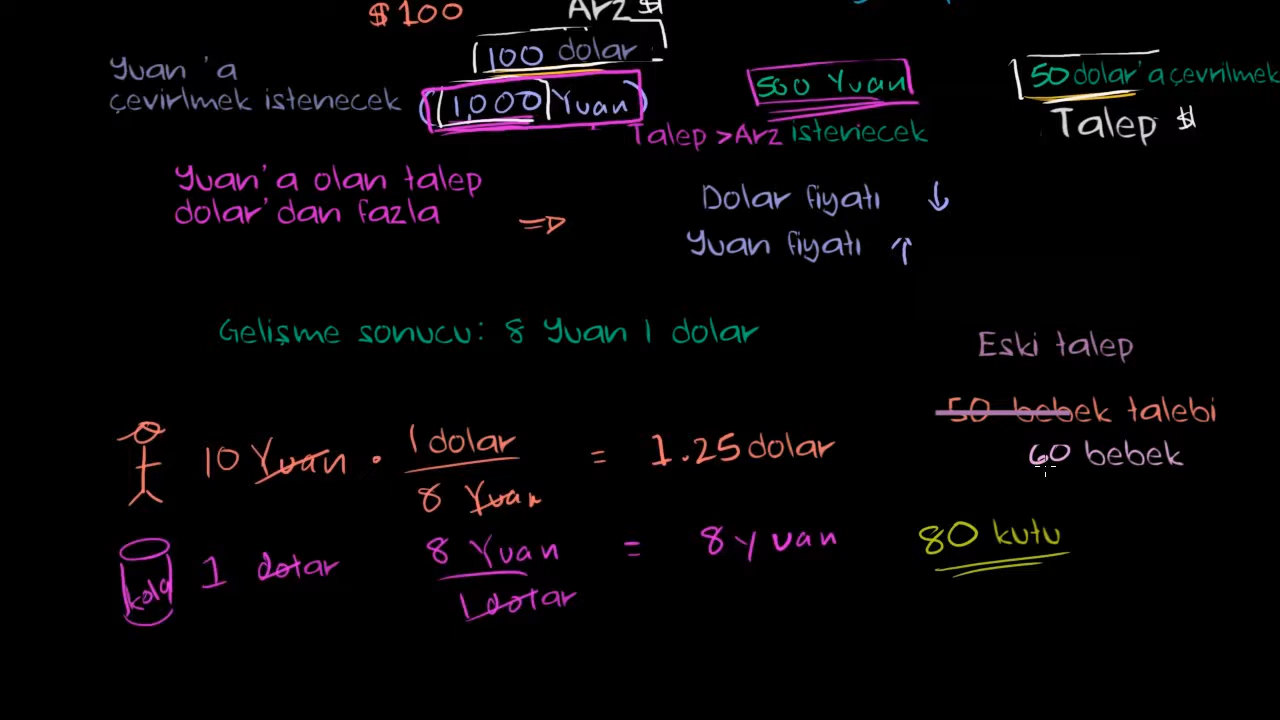 $100
Arz $
100 dolar
Yuan 'a
çevirlmek istenecek
(1,000 Yuan)
500 Yuan
50 dolar'a çevrilmek
Talep $
Talep > Arz istenecek
Yuan'a olan talep
dolar'dan fazla
⇒
Dolar fiyatı ↓
Yuan fiyatı ↑
Gelişme sonucu: 8 Yuan 1 dolar
Eski talep
50 bebek talebi
60 bebek
10 Yuan · 1 dolar / 8 Yuan = 1.25 dolar
kola 1 dolar 8 Yuan / 1 dolar = 8 yuan
80 kutu